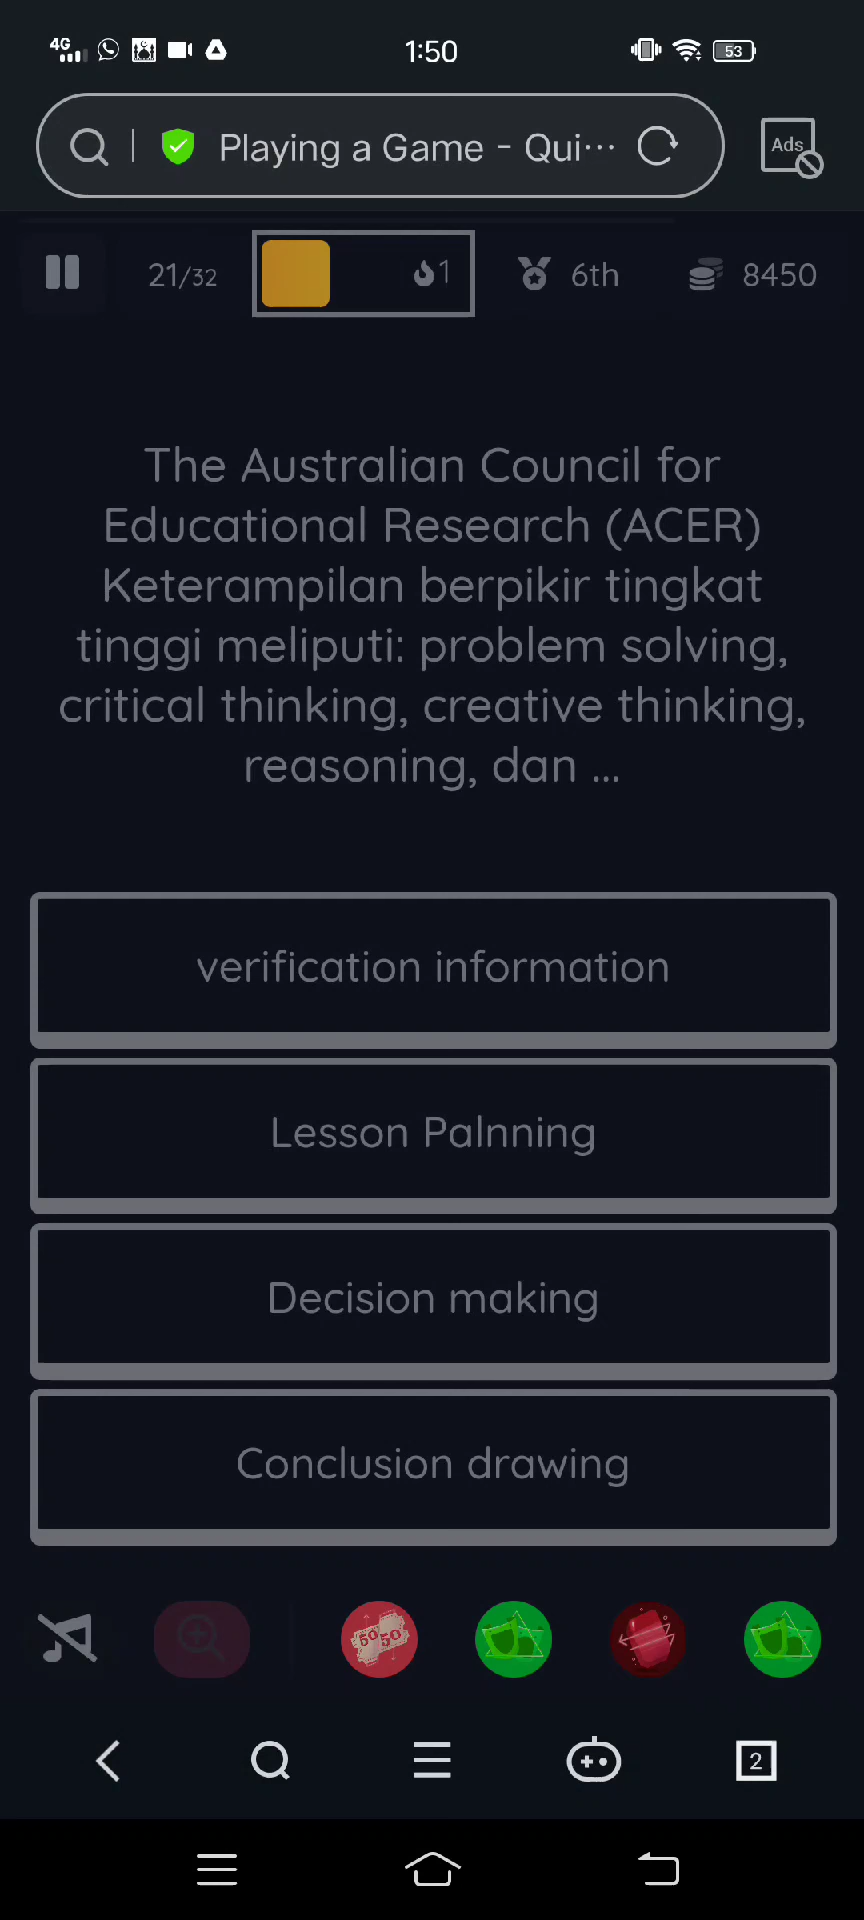 4G
1:50
53
Playing a Game - Qui···
Ads
21/32
1
6th
8450
The Australian Council for
Educational Research (ACER)
Keterampilan berpikir tingkat
tinggi meliputi: problem solving,
critical thinking, creative thinking,
reasoning, dan ...
verification information
Lesson Palnning
Decision making
Conclusion drawing
50 50
2